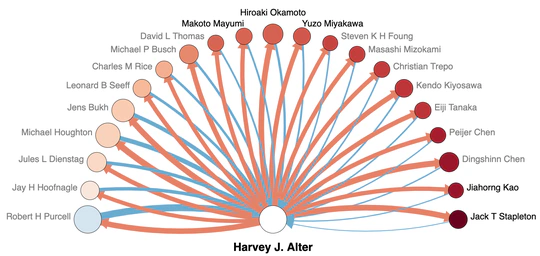 Hiroaki Okamoto
Makoto Mayumi
Yuzo Miyakawa
David L Thomas
Steven K H Foung
Michael P Busch
Masashi Mizokami
Charles M Rice
Christian Trepo
Leonard B Seeff
Kendo Kiyosawa
Jens Bukh
Eiji Tanaka
Michael Houghton
Peijer Chen
Jules L Dienstag
Dingshinn Chen
Jay H Hoofnagle
Jiahorng Kao
Robert H Purcell
Jack T Stapleton
Harvey J. Alter